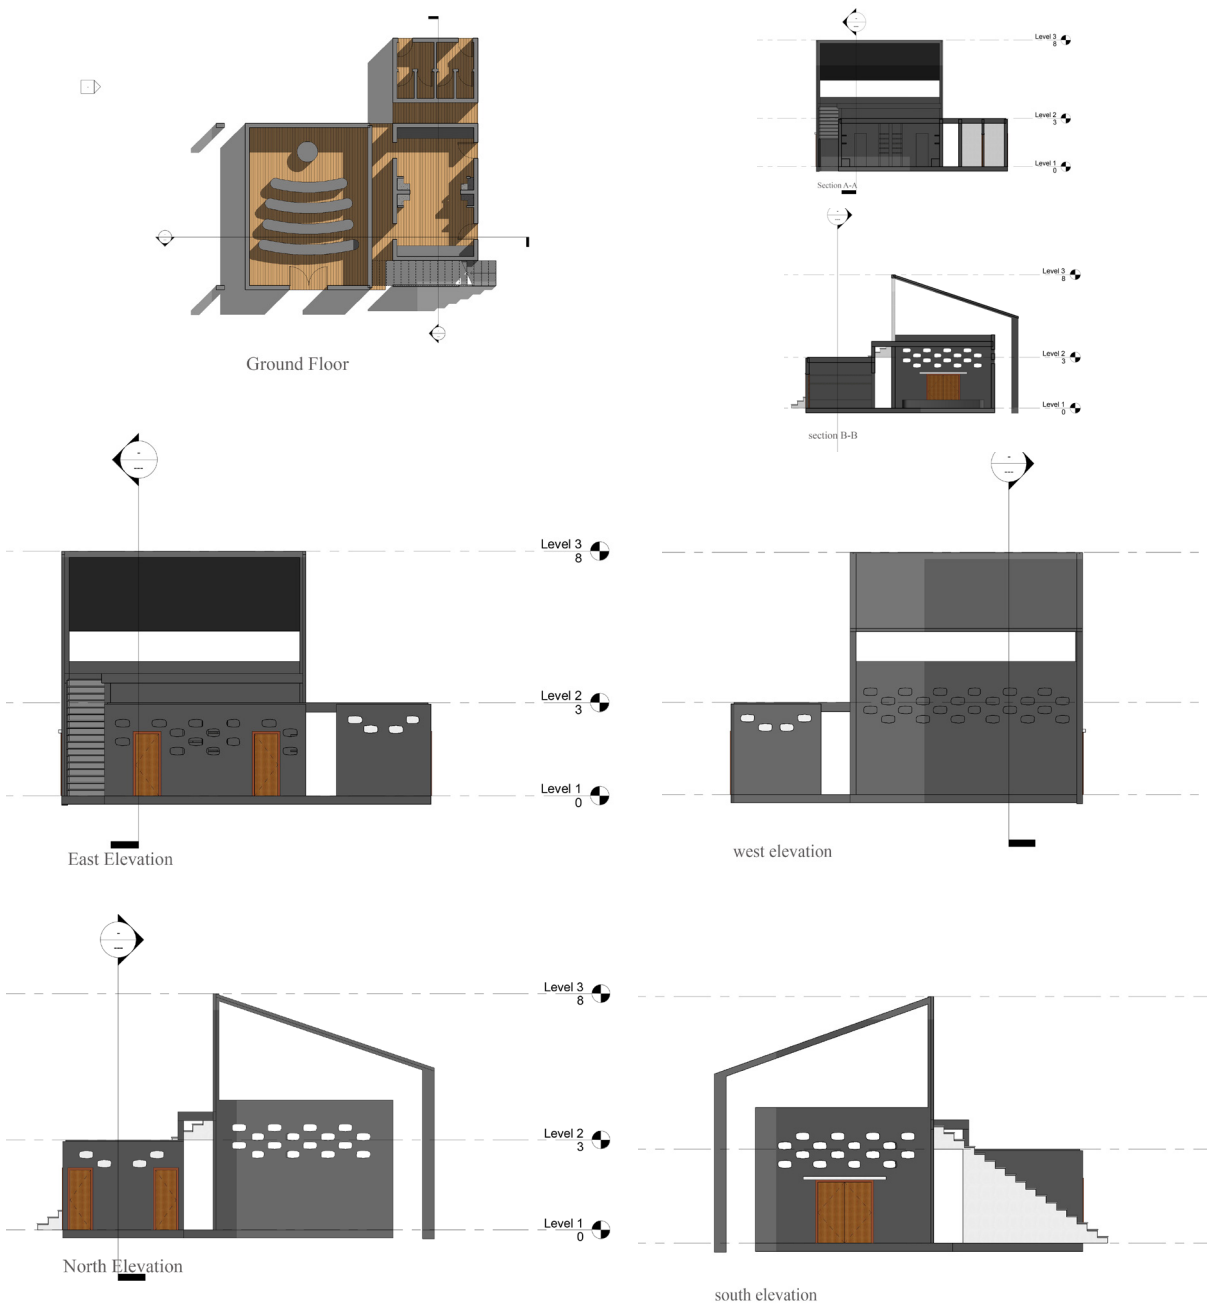 Level 3
8
Level 2
3
Level 1
0
Section A-A
Ground Floor
Level 3
8
Level 2
3
Level 1
0
section B-B
Level 3
8
Level 2
3
Level 1
0
East Elevation
west elevation
Level 3
8
Level 2
3
Level 1
0
North Elevation
south elevation